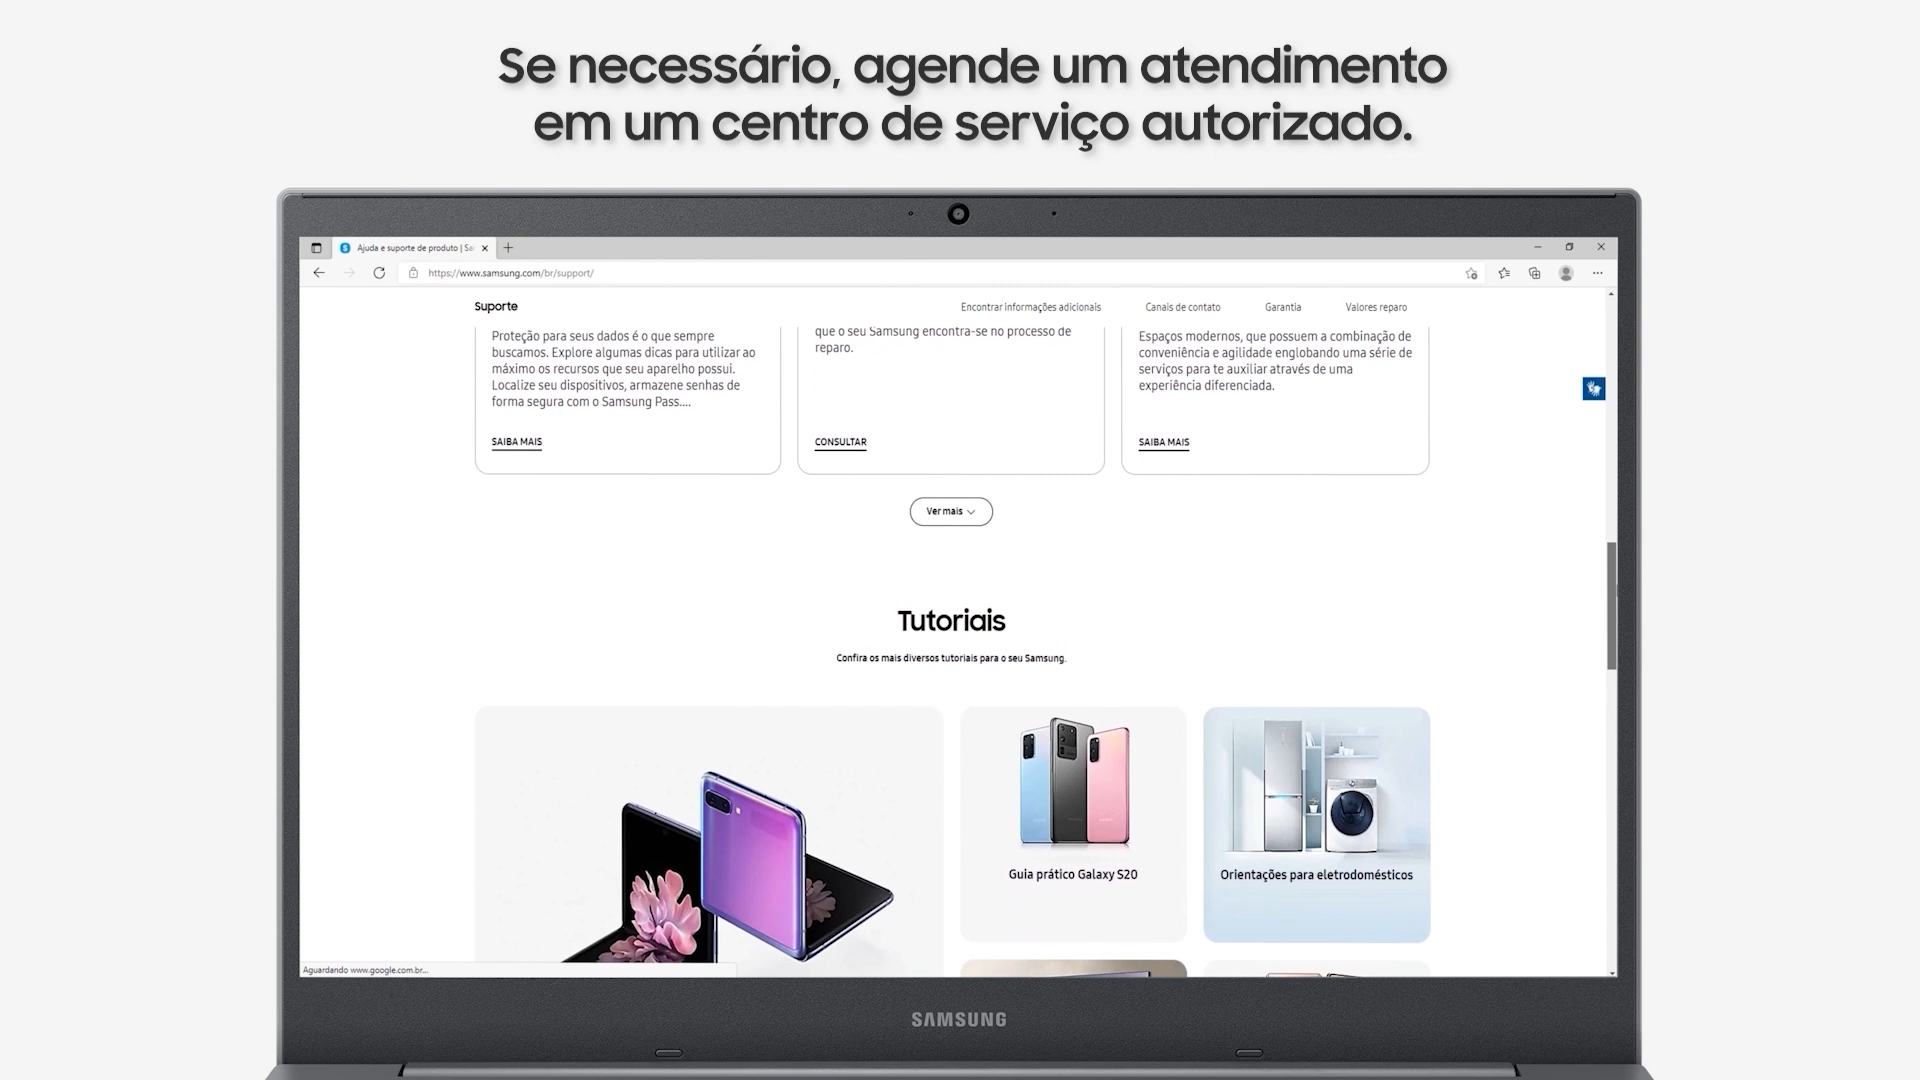 Se necessário, agende um atendimento
em um centro de serviço autorizado.
Ajuda e suporte de produto | Sa
https://www.samsung.com/br/support/
Suporte
Encontrar informações adicionais
Canais de contato
Garantia
Valores reparo
Proteção para seus dados é o que sempre
buscamos. Explore algumas dicas para utilizar ao
máximo os recursos que seu aparelho possui.
Localize seu dispositivos, armazene senhas de
forma segura com o Samsung Pass....
SAIBA MAIS
que o seu Samsung encontra-se no processo de
reparo.
CONSULTAR
Espaços modernos, que possuem a combinação de
conveniência e agilidade englobando uma série de
serviços para te auxiliar através de uma
experiência diferenciada.
SAIBA MAIS
Ver mais
Tutoriais
Confira os mais diversos tutoriais para o seu Samsung.
Guia prático Galaxy S20
Orientações para eletrodomésticos
Aguardando www.google.com.br...
SAMSUNG